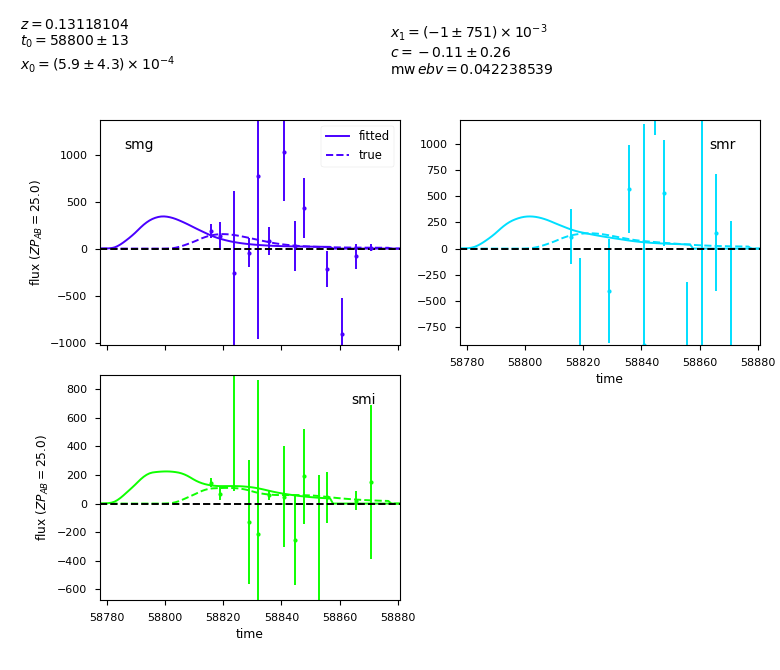 z = 0.13118104
t₀ = 58800 ± 13
x₀ = (5.9 ± 4.3) × 10⁻⁴
x₁ = (−1 ± 751) × 10⁻³
c = −0.11 ± 0.26
mw ebv = 0.042238539
smg
fitted
true
1000
500
0
−500
−1000
flux (ZP_AB = 25.0)
smr
1000
750
500
250
0
−250
−500
−750
58780 58800 58820 58840 58860 58880
time
smi
800
600
400
200
0
−200
−400
−600
flux (ZP_AB = 25.0)
58780 58800 58820 58840 58860 58880
time